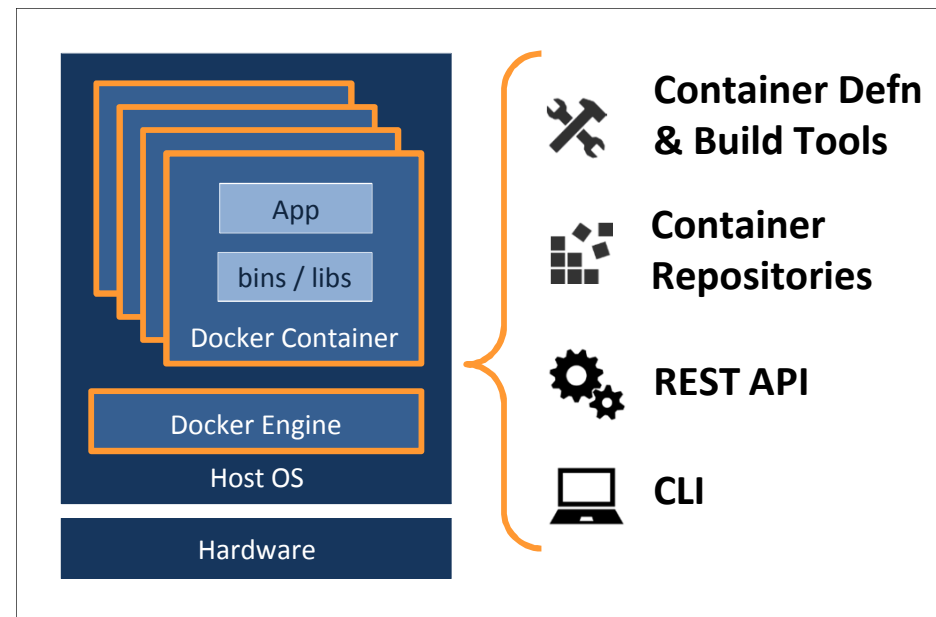 App
bins / libs
Docker Container
Docker Engine
Host OS
Hardware
Container Defn
& Build Tools
Container
Repositories
REST API
CLI